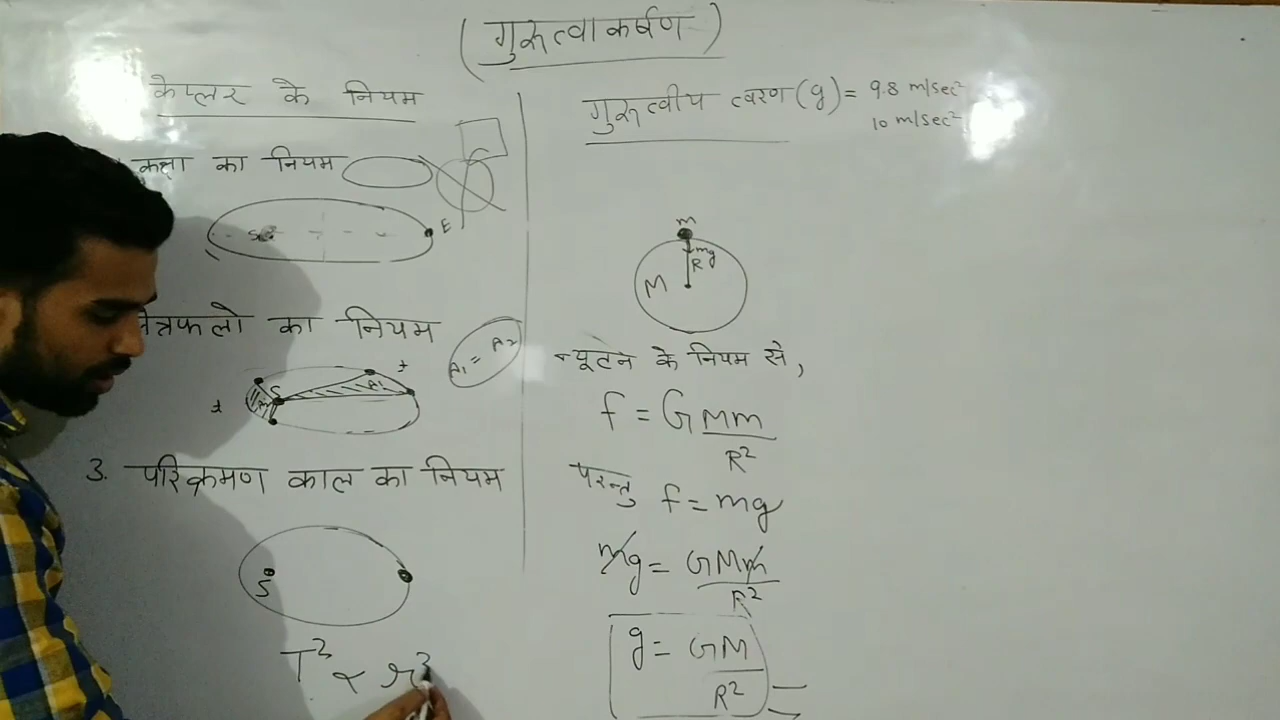 (गुरुत्वाकर्षण)
केप्लर के नियम
कक्षा का नियम
E
क्षेत्रफलो का नियम
A1 = A2
S
A1
t
t
3. परिक्रमण काल का नियम
S
T² ∝ r³
गुरुत्वीय त्वरण (g) = 9.8 m/sec²
10 m/sec²
m
mg
R
M
न्यूटन के नियम से,
f = G Mm / R²
परन्तु f = mg
mg = GMm / R²
g = GM / R²